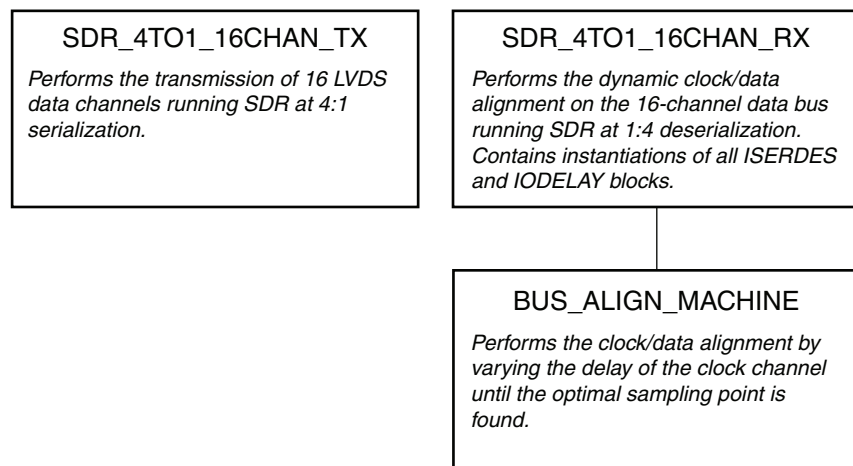 SDR_4TO1_16CHAN_TX
Performs the transmission of 16 LVDS
data channels running SDR at 4:1
serialization.
SDR_4TO1_16CHAN_RX
Performs the dynamic clock/data
alignment on the 16-channel data bus
running SDR at 1:4 deserialization.
Contains instantiations of all ISERDES
and IODELAY blocks.
BUS_ALIGN_MACHINE
Performs the clock/data alignment by
varying the delay of the clock channel
until the optimal sampling point is
found.